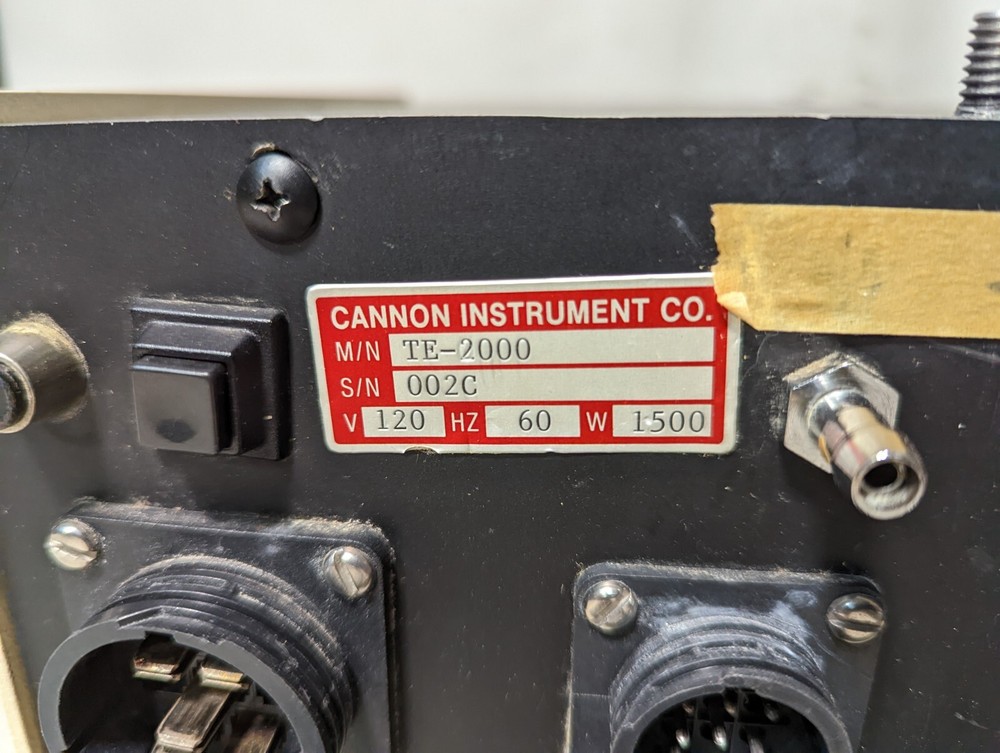 CANNON INSTRUMENT CO.
M/N TE-2000
S/N 002C
V 120 HZ 60 W 1500